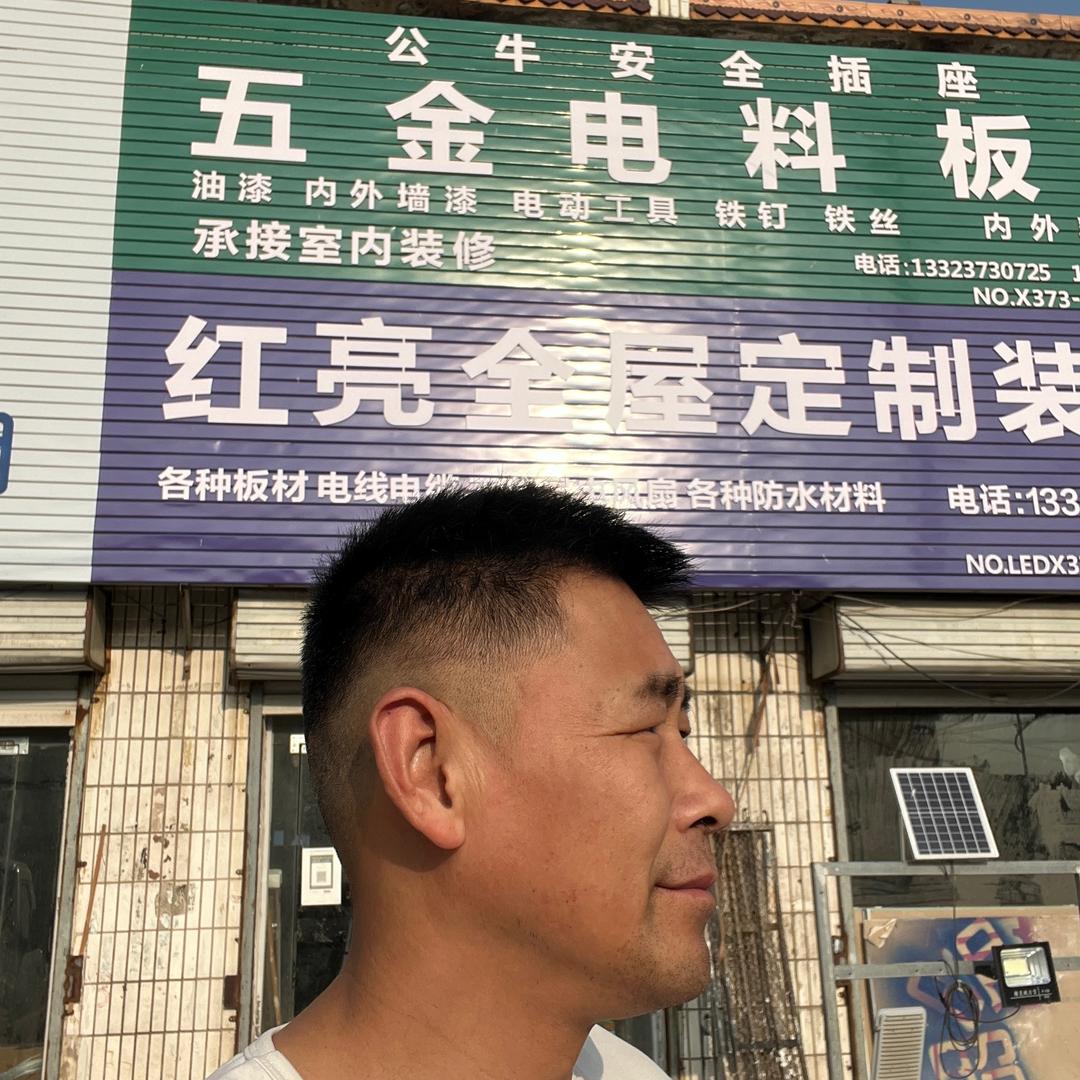 公牛安全插座
五金电料板
油漆 内外墙漆 电动工具 铁钉 铁丝 内外
承接室内装修
电话:13323730725
NO.X373-
红亮全屋定制装
各种板材 电线电缆 风扇 各种防水材料
电话:133
NO.LEDX3